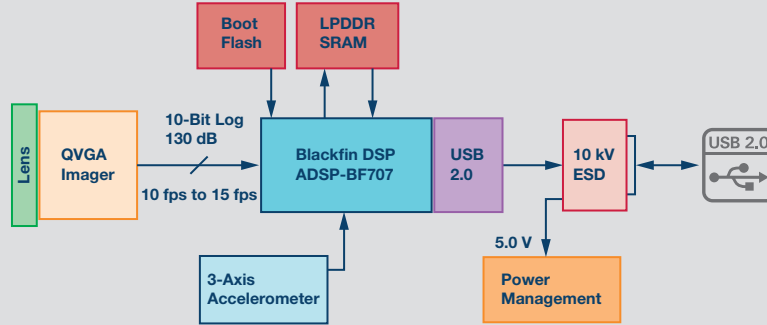 Boot
Flash
LPDDR
SRAM
10-Bit Log
130 dB
Lens
QVGA
Imager
10 fps to 15 fps
Blackfin DSP
ADSP-BF707
USB
2.0
10 kV
ESD
USB 2.0
5.0 V
3-Axis
Accelerometer
Power
Management